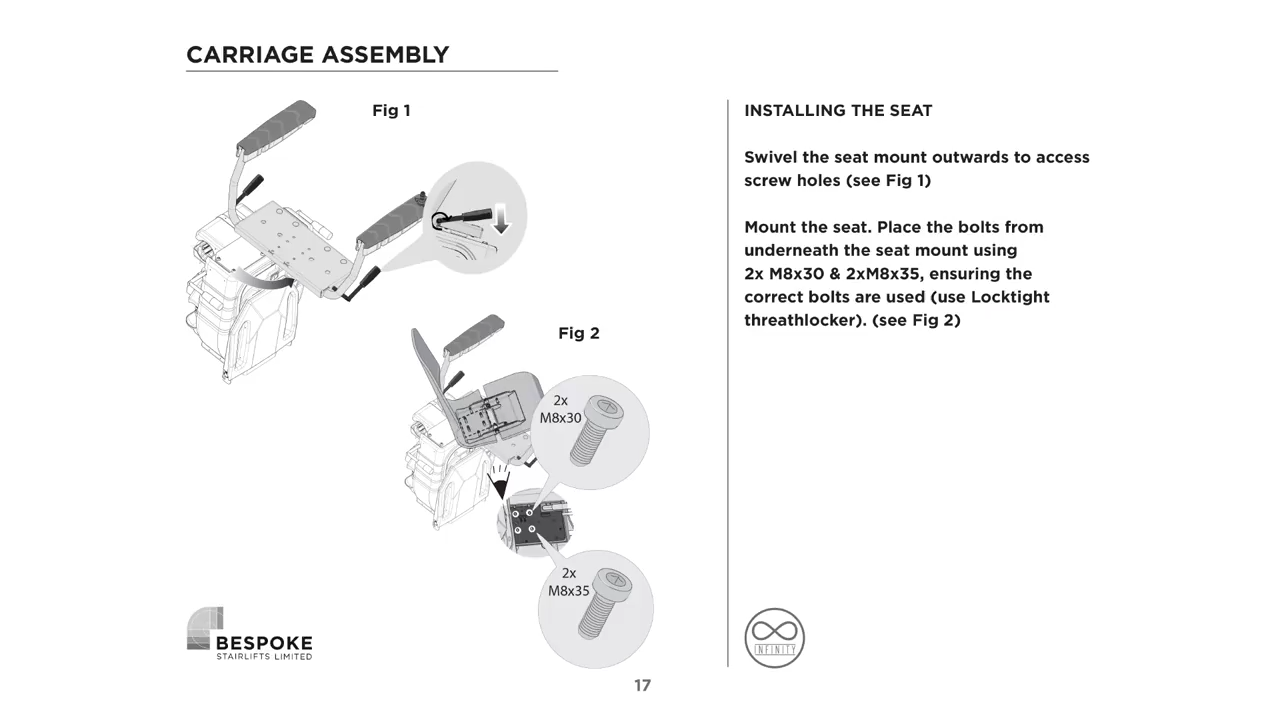 CARRIAGE ASSEMBLY
Fig 1
Fig 2
2x
M8x30
2x
M8x35
INSTALLING THE SEAT
Swivel the seat mount outwards to access
screw holes (see Fig 1)
Mount the seat. Place the bolts from
underneath the seat mount using
2x M8x30 & 2xM8x35, ensuring the
correct bolts are used (use Locktight
threathlocker). (see Fig 2)
BESPOKE
STAIRLIFTS LIMITED
INFINITY
17